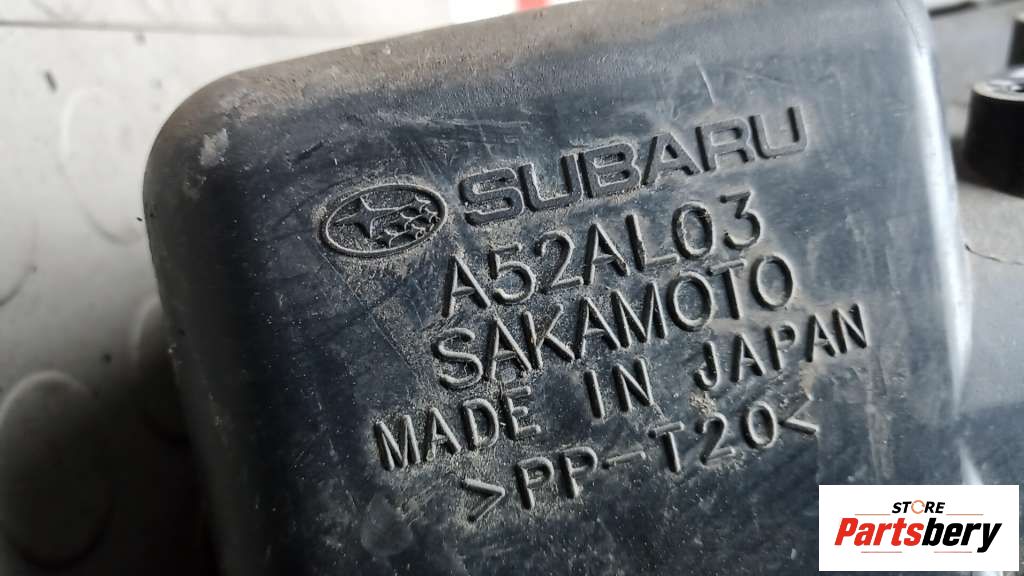 SUBARU
A52AL03
SAKAMOTO
MADE IN JAPAN
>PP-T20<
STORE
Partsbery